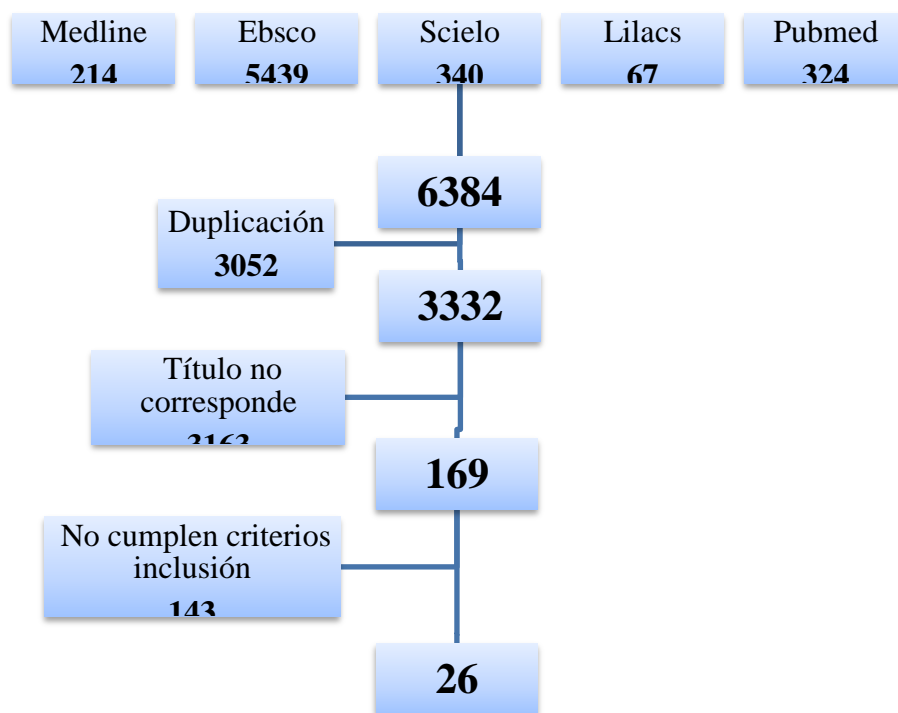 Medline
214
Ebsco
5439
Scielo
340
Lilacs
67
Pubmed
324
6384
Duplicación
3052
3332
Título no
corresponde
3163
169
No cumplen criterios
inclusión
143
26